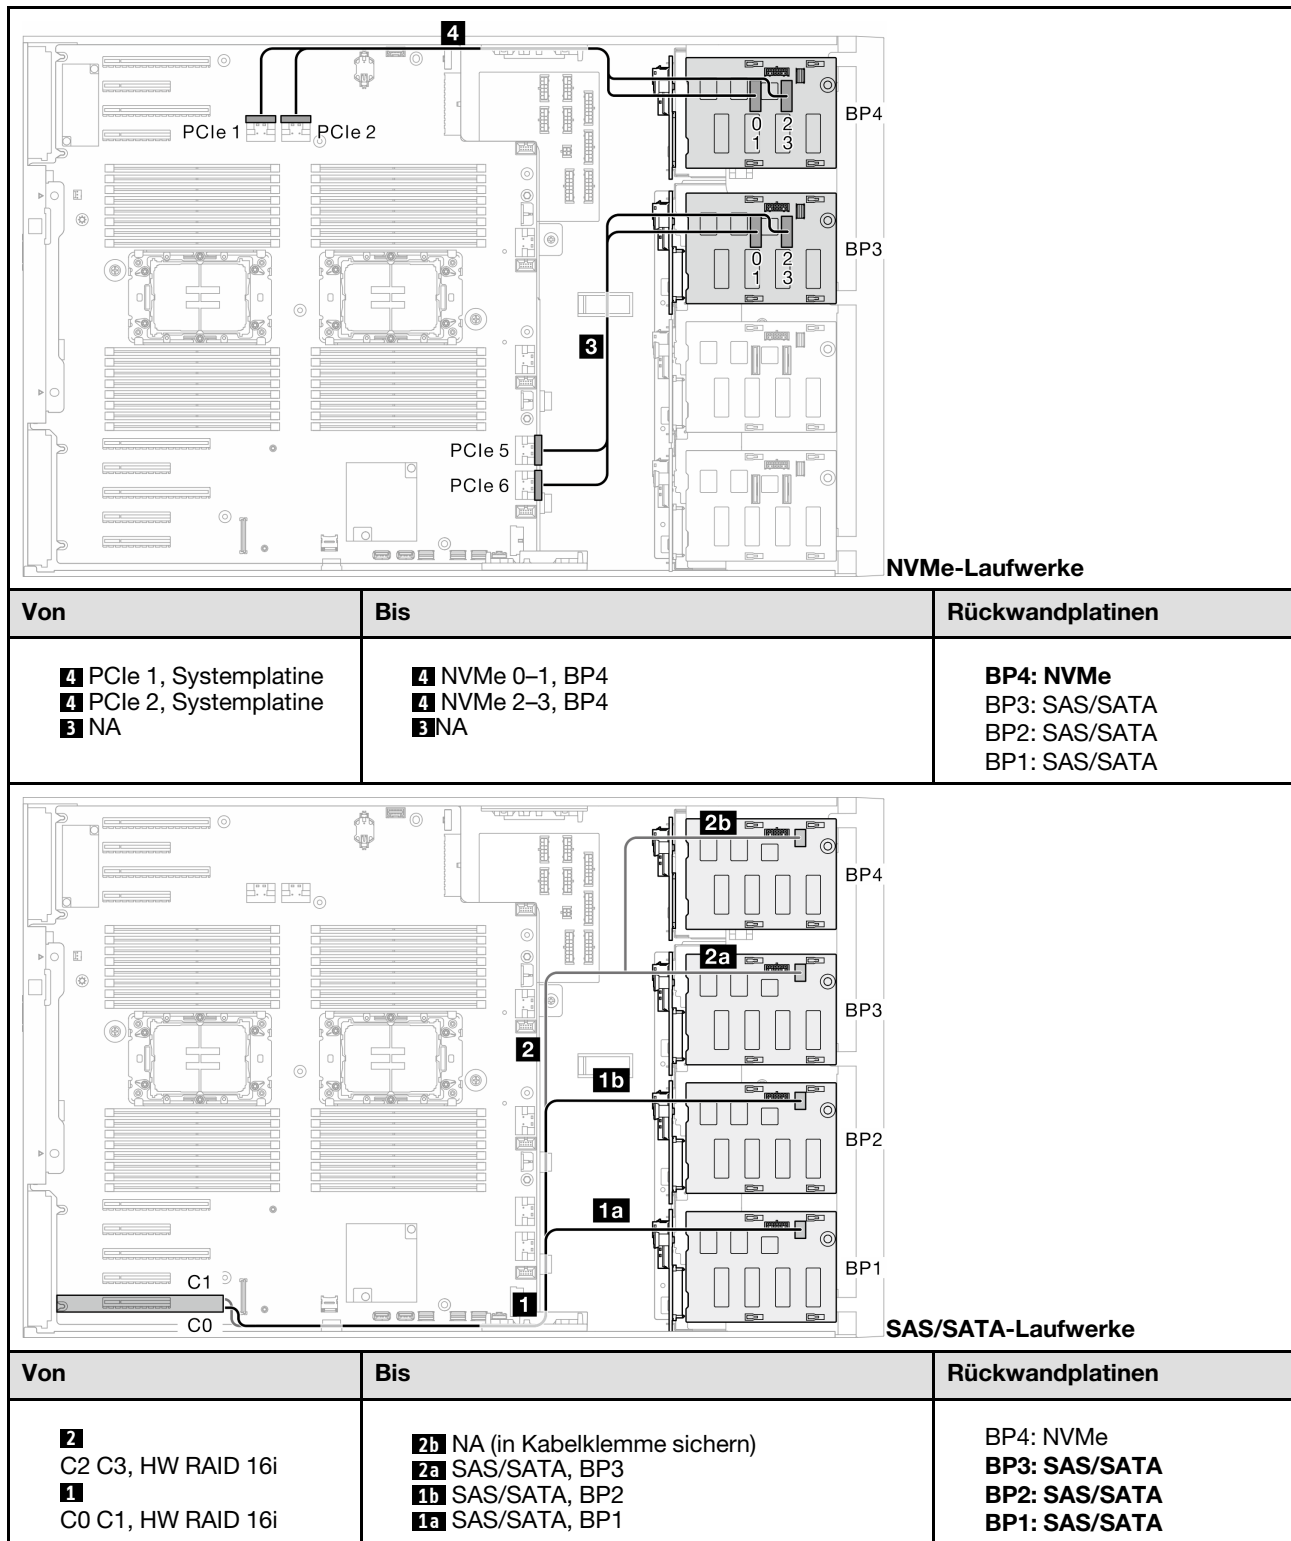 4
PCIe 1 PCIe 2
BP4
0 2
1 3
BP3
0 2
1 3
3
PCIe 5
PCIe 6
NVMe-Laufwerke
Von Bis Rückwandplatinen
4 PCIe 1, Systemplatine
4 PCIe 2, Systemplatine
3 NA
4 NVMe 0–1, BP4
4 NVMe 2–3, BP4
3 NA
BP4: NVMe
BP3: SAS/SATA
BP2: SAS/SATA
BP1: SAS/SATA
2b
BP4
2a
BP3
2
1b
BP2
1a
BP1
C1
1
C0
SAS/SATA-Laufwerke
Von Bis Rückwandplatinen
2
C2 C3, HW RAID 16i
1
C0 C1, HW RAID 16i
2b NA (in Kabelklemme sichern)
2a SAS/SATA, BP3
1b SAS/SATA, BP2
1a SAS/SATA, BP1
BP4: NVMe
BP3: SAS/SATA
BP2: SAS/SATA
BP1: SAS/SATA